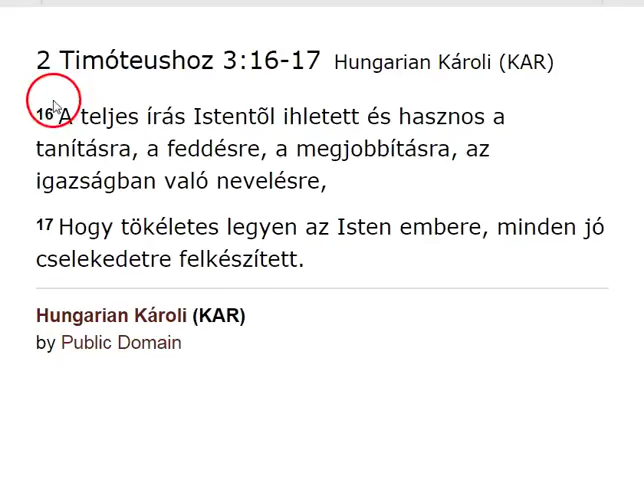 2 Timóteushoz 3:16-17 Hungarian Károli (KAR)
16 A teljes írás Istentõl ihletett és hasznos a
tanításra, a feddésre, a megjobbításra, az
igazságban való nevelésre,
17 Hogy tökéletes legyen az Isten embere, minden jó
cselekedetre felkészített.
Hungarian Károli (KAR)
by Public Domain